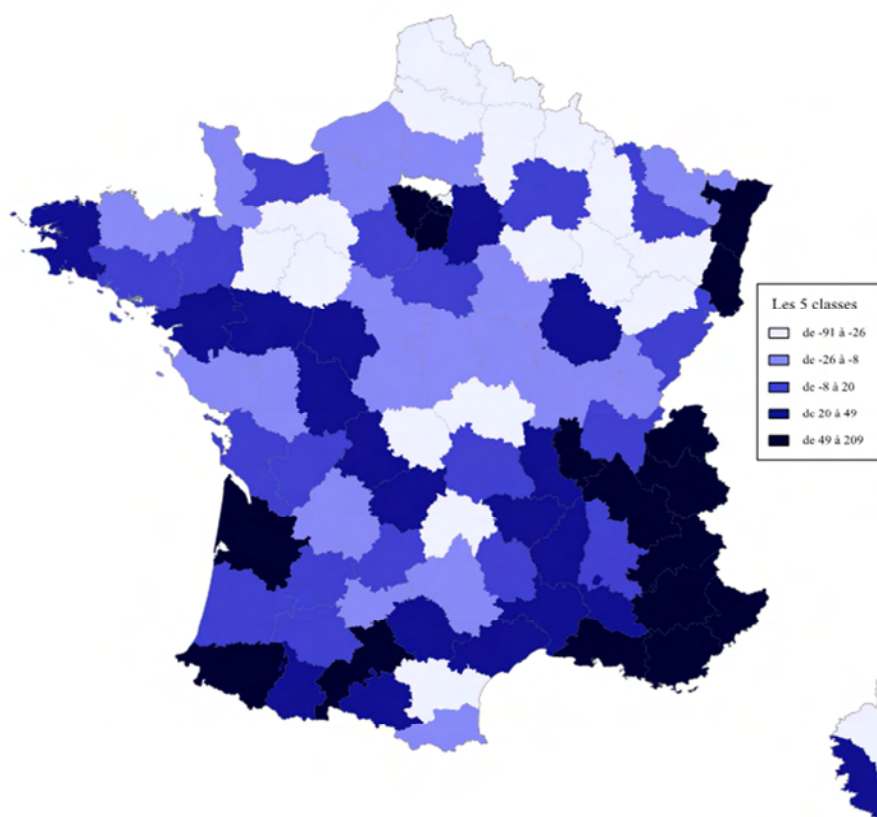 Les 5 classes
de -91 à -26
de -26 à -8
de -8 à 20
de 20 à 49
de 49 à 209